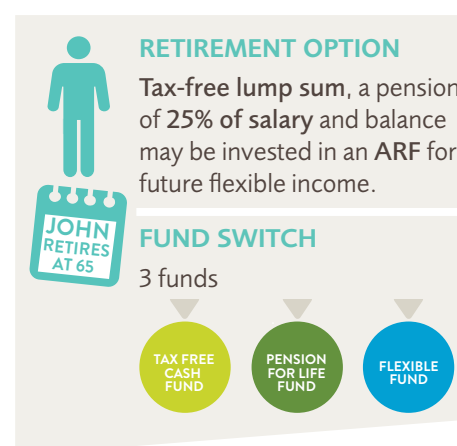 RETIREMENT OPTION
Tax-free lump sum, a pension
of 25% of salary and balance
may be invested in an ARF for
future flexible income.
JOHN
RETIRES
AT 65
FUND SWITCH
3 funds
TAX FREE
CASH
FUND
PENSION
FOR LIFE
FUND
FLEXIBLE
FUND